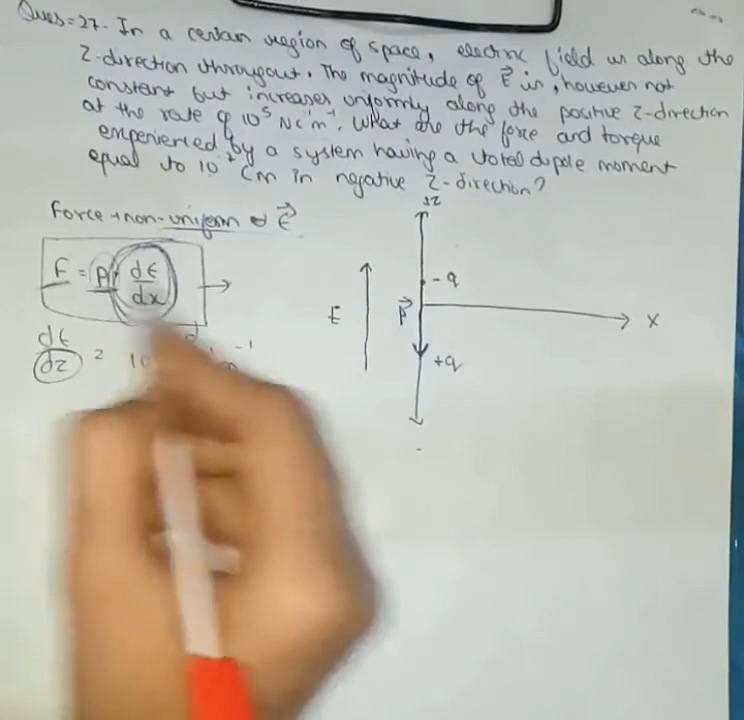 Ques=27- In a certain region of space, electric field is along the
Z-direction througout. The magnitude of E⃗ is, however not
constant but increases uniformly along the positive z-direction
at the rate of 10⁵ NC⁻¹m⁻¹. What are the force and torque
experienced by a system having a total dipole moment
equal to 10⁻⁷ Cm in negative Z-direction?
Force → non-uniform E⃗
F = P dE/dx →
dE/dz = 10
E
P⃗
-q
+q
X